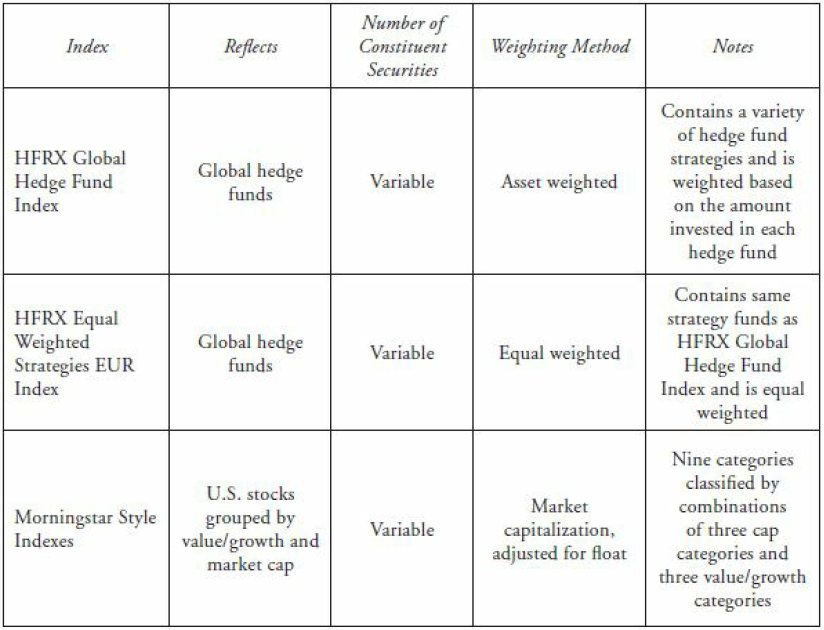 Index
Reflects
Number of
Constituent
Securities
Weighting Method
Notes
HFRX Global
Hedge Fund
Index
Global hedge
funds
Variable
Asset weighted
Contains a variety
of hedge fund
strategies and is
weighted based
on the amount
invested in each
hedge fund
HFRX Equal
Weighted
Strategies EUR
Index
Global hedge
funds
Variable
Equal weighted
Contains same
strategy funds as
HFRX Global
Hedge Fund
Index and is equal
weighted
Morningstar Style
Indexes
U.S. stocks
grouped by
value/growth and
market cap
Variable
Market
capitalization,
adjusted for float
Nine categories
classified by
combinations
of three cap
categories and
three value/growth
categories